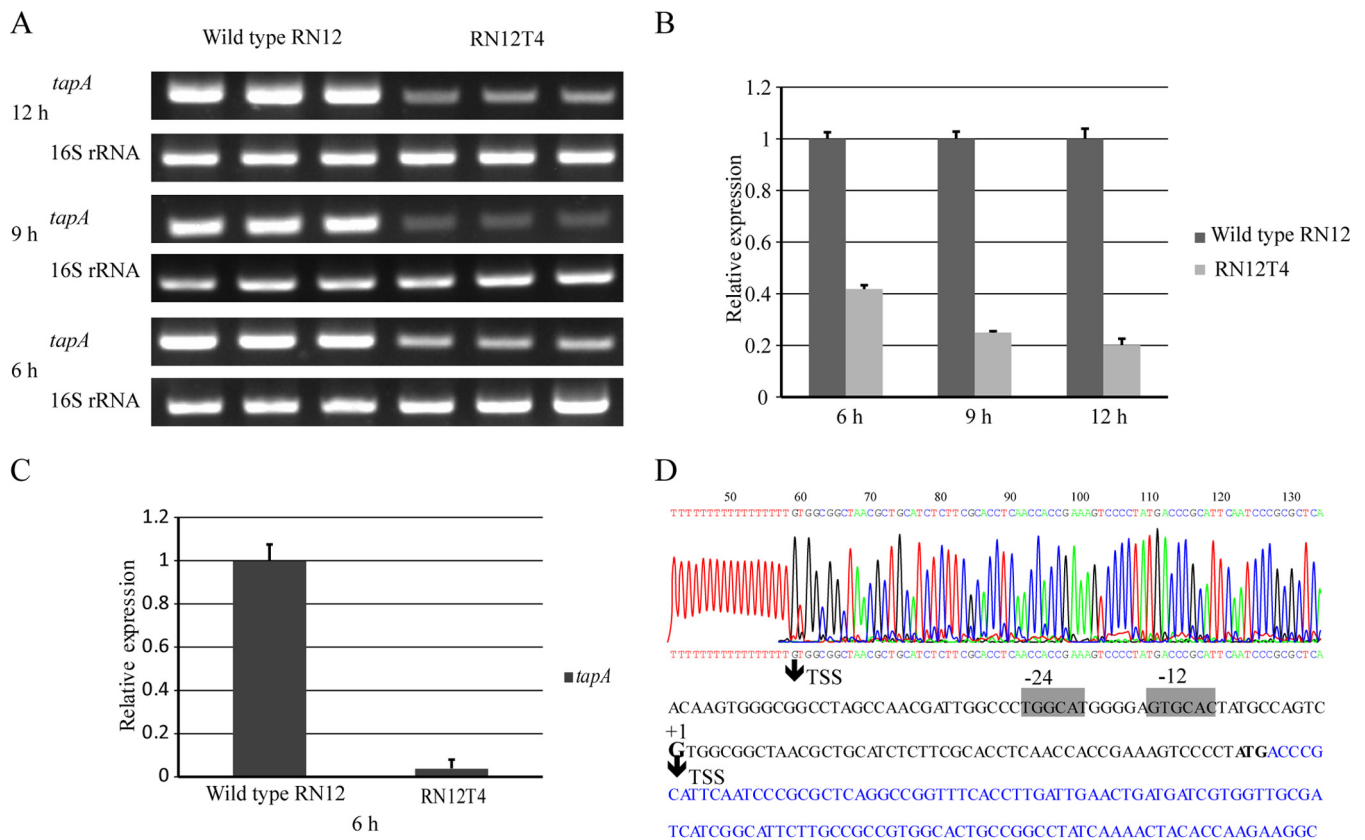 A
Wild type RN12
RN12T4
tapA
12 h
16S rRNA
tapA
9 h
16S rRNA
tapA
6 h
16S rRNA
B
Relative expression
1.2
1
0.8
0.6
0.4
0.2
0
6 h
9 h
12 h
Wild type RN12
RN12T4
C
Relative expression
1.2
1
0.8
0.6
0.4
0.2
0
Wild type RN12
RN12T4
6 h
tapA
D
50 60 70 80 90 100 110 120 130
TTTTTTTTTTTTTTTTTGTGGCGGCTAACGCTGCATCTCTTCGCACCTCAACCACCGAAAGTCCCCTATGACCCGCATTCAATCCCGCGCTCA
TTTTTTTTTTTTTTTTTGTGGCGGCTAACGCTGCATCTCTTCGCACCTCAACCACCGAAAGTCCCCTATGACCCGCATTCAATCCCGCGCTCA
TSS
-24
-12
ACAAGTGGGCGGCCTAGCCAACGATTGGCCCTGGCATGGGGAGTGCACTATGCCAGTC
+1
GTGGCGGCTAACGCTGCATCTCTTCGCACCTCAACCACCGAAAGTCCCCTATGACCCG
TSS
CATTCAATCCCGCGCTCAGGCCGGTTTCACCTTGATTGAACTGATGATCGTGGTTGCGA
TCATCGGCATTCTTGCCGCCGTGGCACTGCCGGCCTATCAAAACTACACCAAGAAGGC